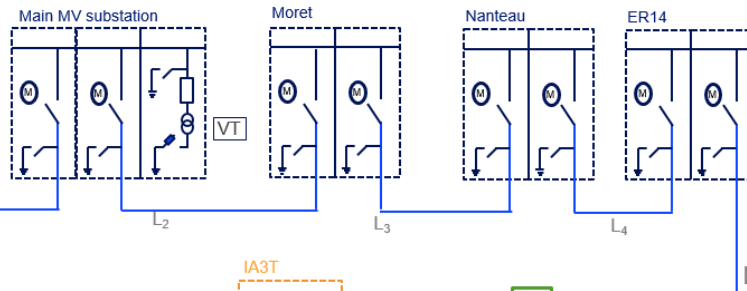 Main MV substation
Moret
Nanteau
ER14
M
M
M
M
M
M
M
M
VT
L2
L3
L4
IA3T